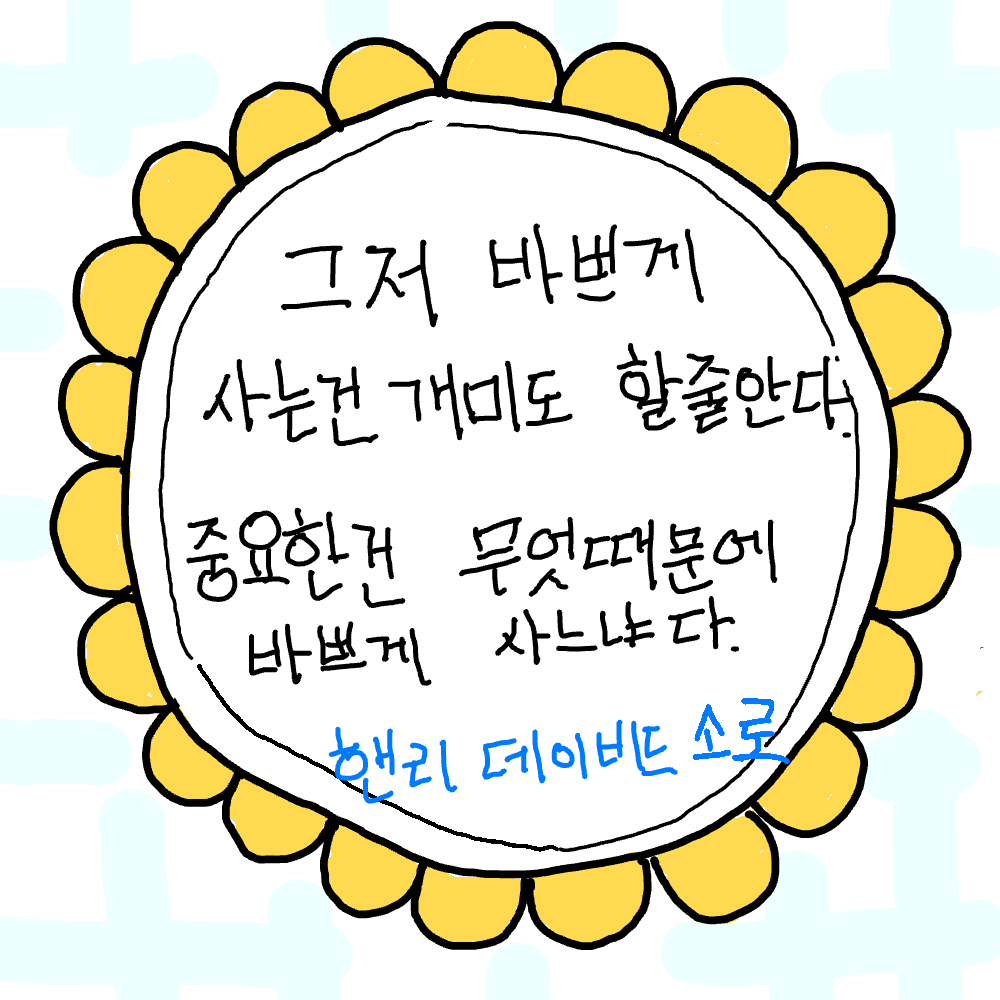 그저 바쁘게
사는건 개미도 할줄안다.
중요한건 무엇때문에
바쁘게 사느냐다.
핸리 데이비드 소로